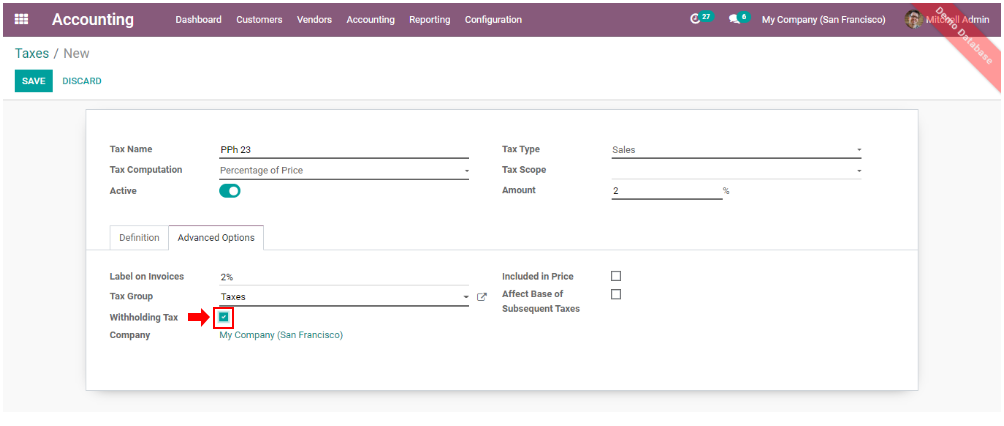 Accounting Dashboard Customers Vendors Accounting Reporting Configuration 27 6 My Company (San Francisco) Mitchell Admin
Demo Database
Taxes / New
SAVE DISCARD
Tax Name PPh 23 Tax Type Sales
Tax Computation Percentage of Price Tax Scope
Active Amount 2 %
Definition Advanced Options
Label on Invoices 2% Included in Price
Tax Group Taxes Affect Base of
Subsequent Taxes
Withholding Tax
Company My Company (San Francisco)